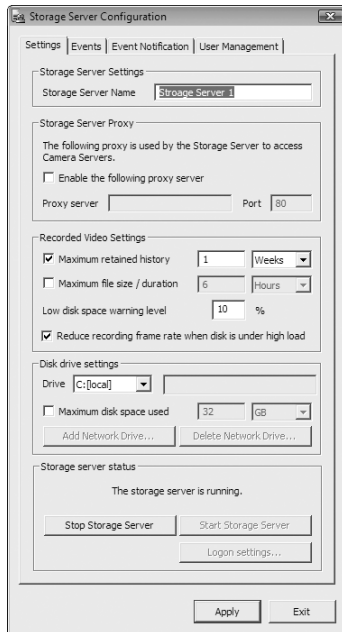 Storage Server Configuration
Settings Events Event Notification User Management
Storage Server Settings
Storage Server Name Stroage Server 1
Storage Server Proxy
The following proxy is used by the Storage Server to access
Camera Servers.
Enable the following proxy server
Proxy server Port 80
Recorded Video Settings
Maximum retained history 1 Weeks
Maximum file size / duration 6 Hours
Low disk space warning level 10 %
Reduce recording frame rate when disk is under high load
Disk drive settings
Drive C:[local]
Maximum disk space used 32 GB
Add Network Drive... Delete Network Drive...
Storage server status
The storage server is running.
Stop Storage Server Start Storage Server
Logon settings...
Apply Exit